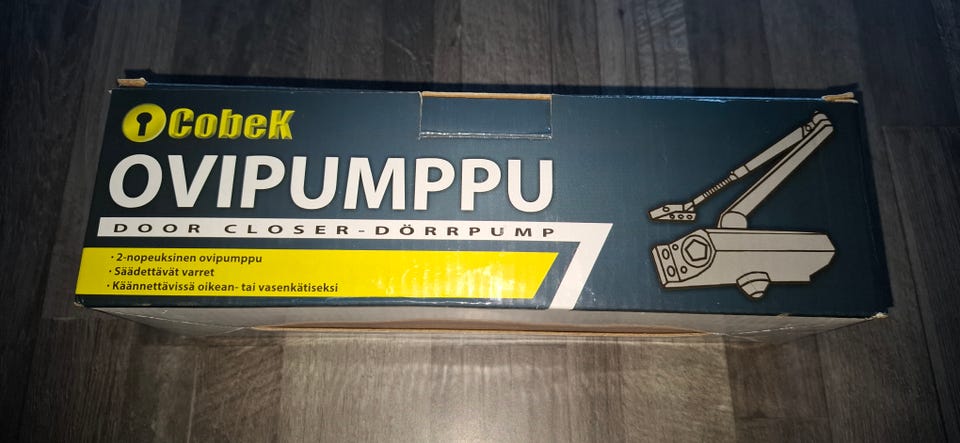 CobeK
OVIPUMPPU
DOOR CLOSER-DÖRRPUMP
· 2-nopeuksinen ovipumppu
· Säädettävät varret
· Käännettävissä oikean- tai vasenkätiseksi